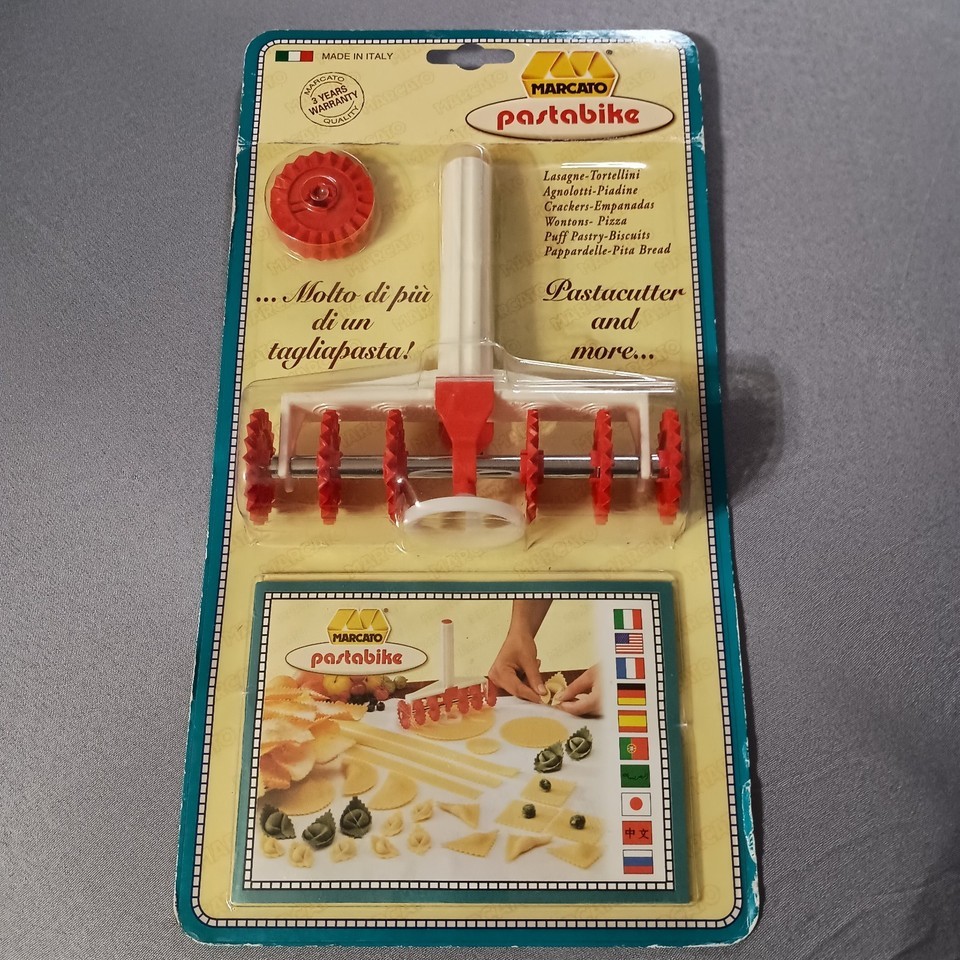 MADE IN ITALY
MARCATO
3 YEARS
WARRANTY
QUALITY
MARCATO®
pastabike
Lasagne-Tortellini
Agnolotti-Piadine
Crackers-Empanadas
Wontons- Pizza
Puff Pastry-Biscuits
Pappardelle-Pita Bread
... Molto di più
di un
tagliapasta!
Pastacutter
and
more...
MARCATO®
pastabike
中文